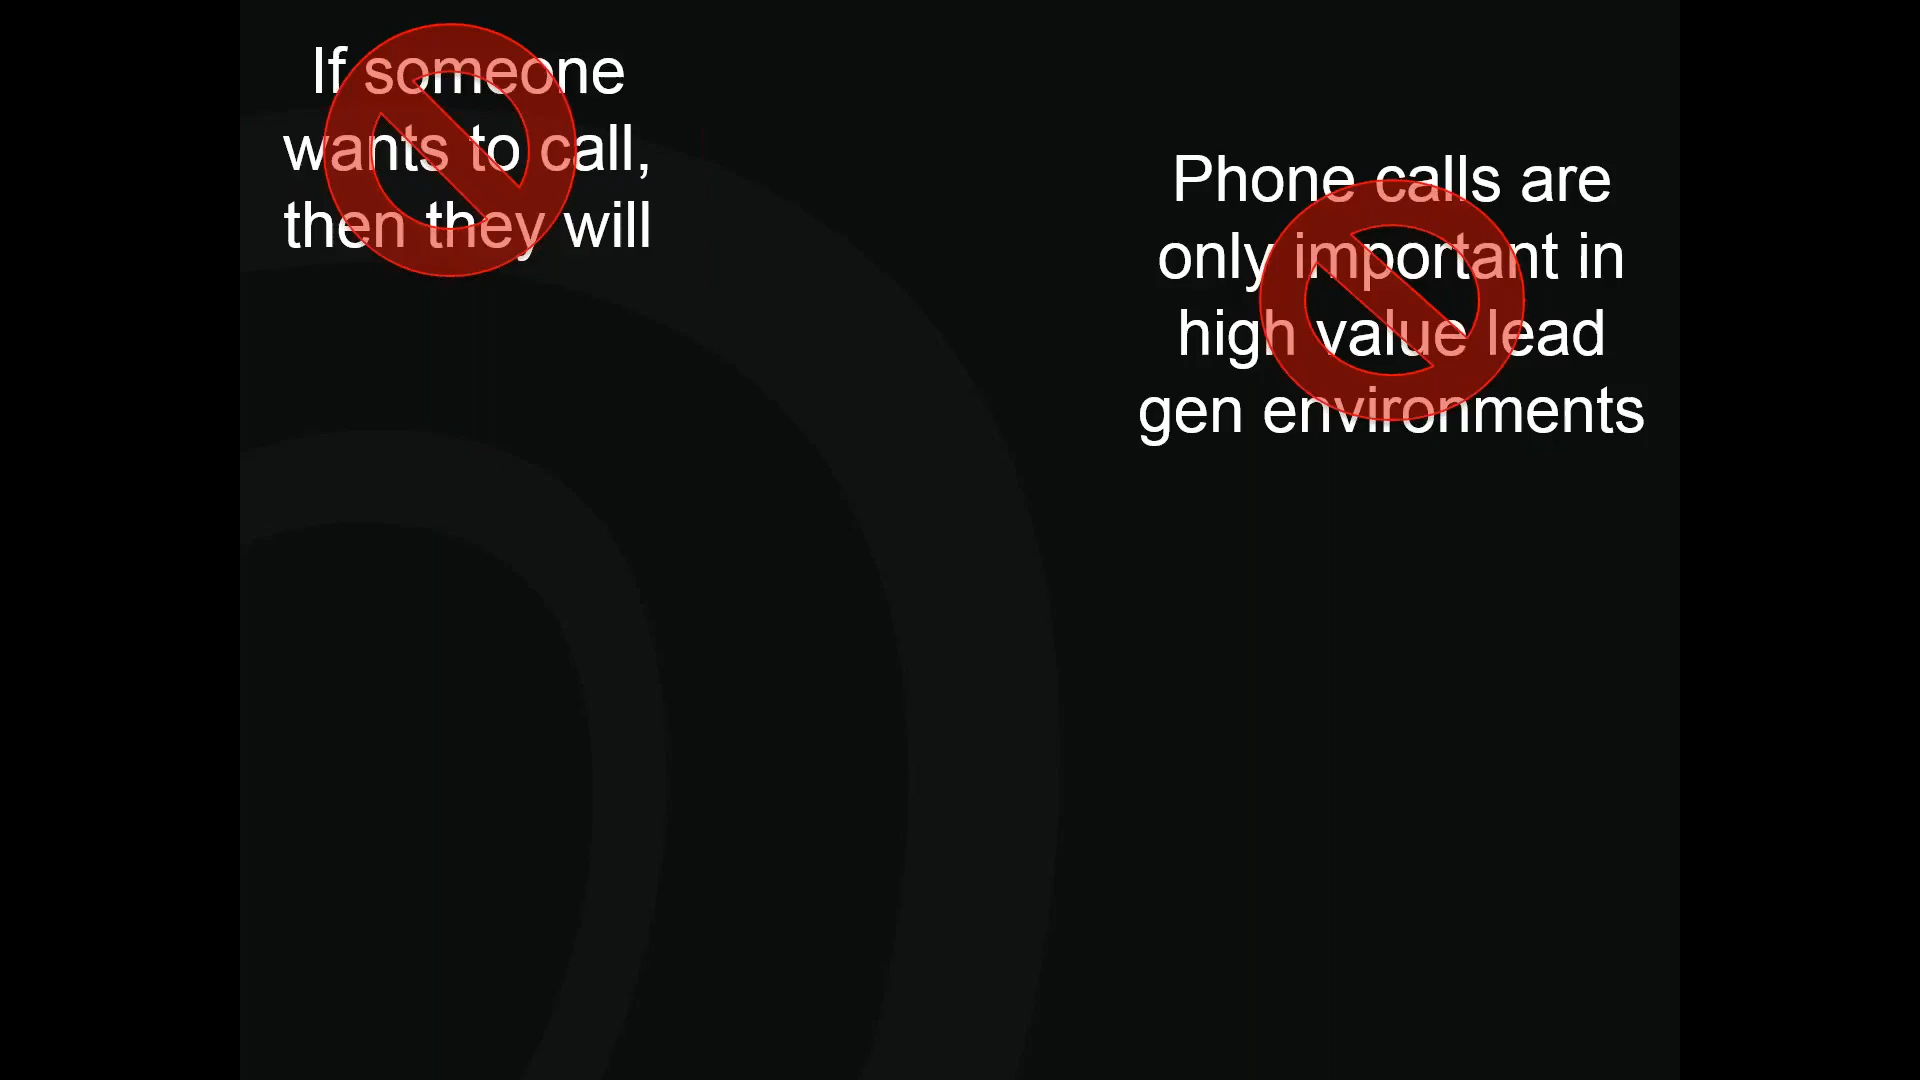 If someone
wants to call,
then they will
Phone calls are
only important in
high value lead
gen environments